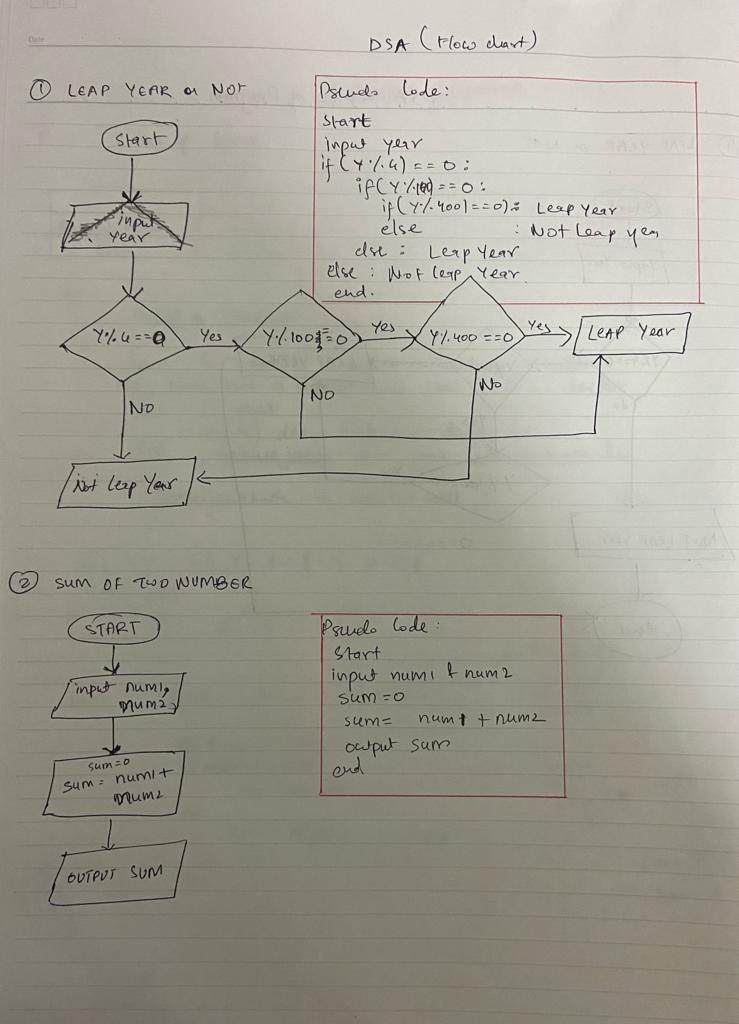 Date
DSA (Flow chart)
① LEAP YEAR or NOT
Start
input
year
Pseudo Code:
Start
input year
if (Y % 4) == 0 :
if (Y % 100) == 0 :
if (Y % 400) == 0) : Leap Year
else : Not Leap year
else : Leap Year
else : Not Leap Year
end.
Y % 4 == 0
Yes
Y % 100 == 0
Yes
Y % 400 == 0
Yes
LEAP Year
NO
NO
No
Not Leap Year
② SUM OF TWO NUMBER
START
input num1,
num2
sum=0
sum = num1 +
num2
OUTPUT SUM
Pseudo Code :
Start
input num1 & num2
sum = 0
sum = num1 + num2
output sum
end